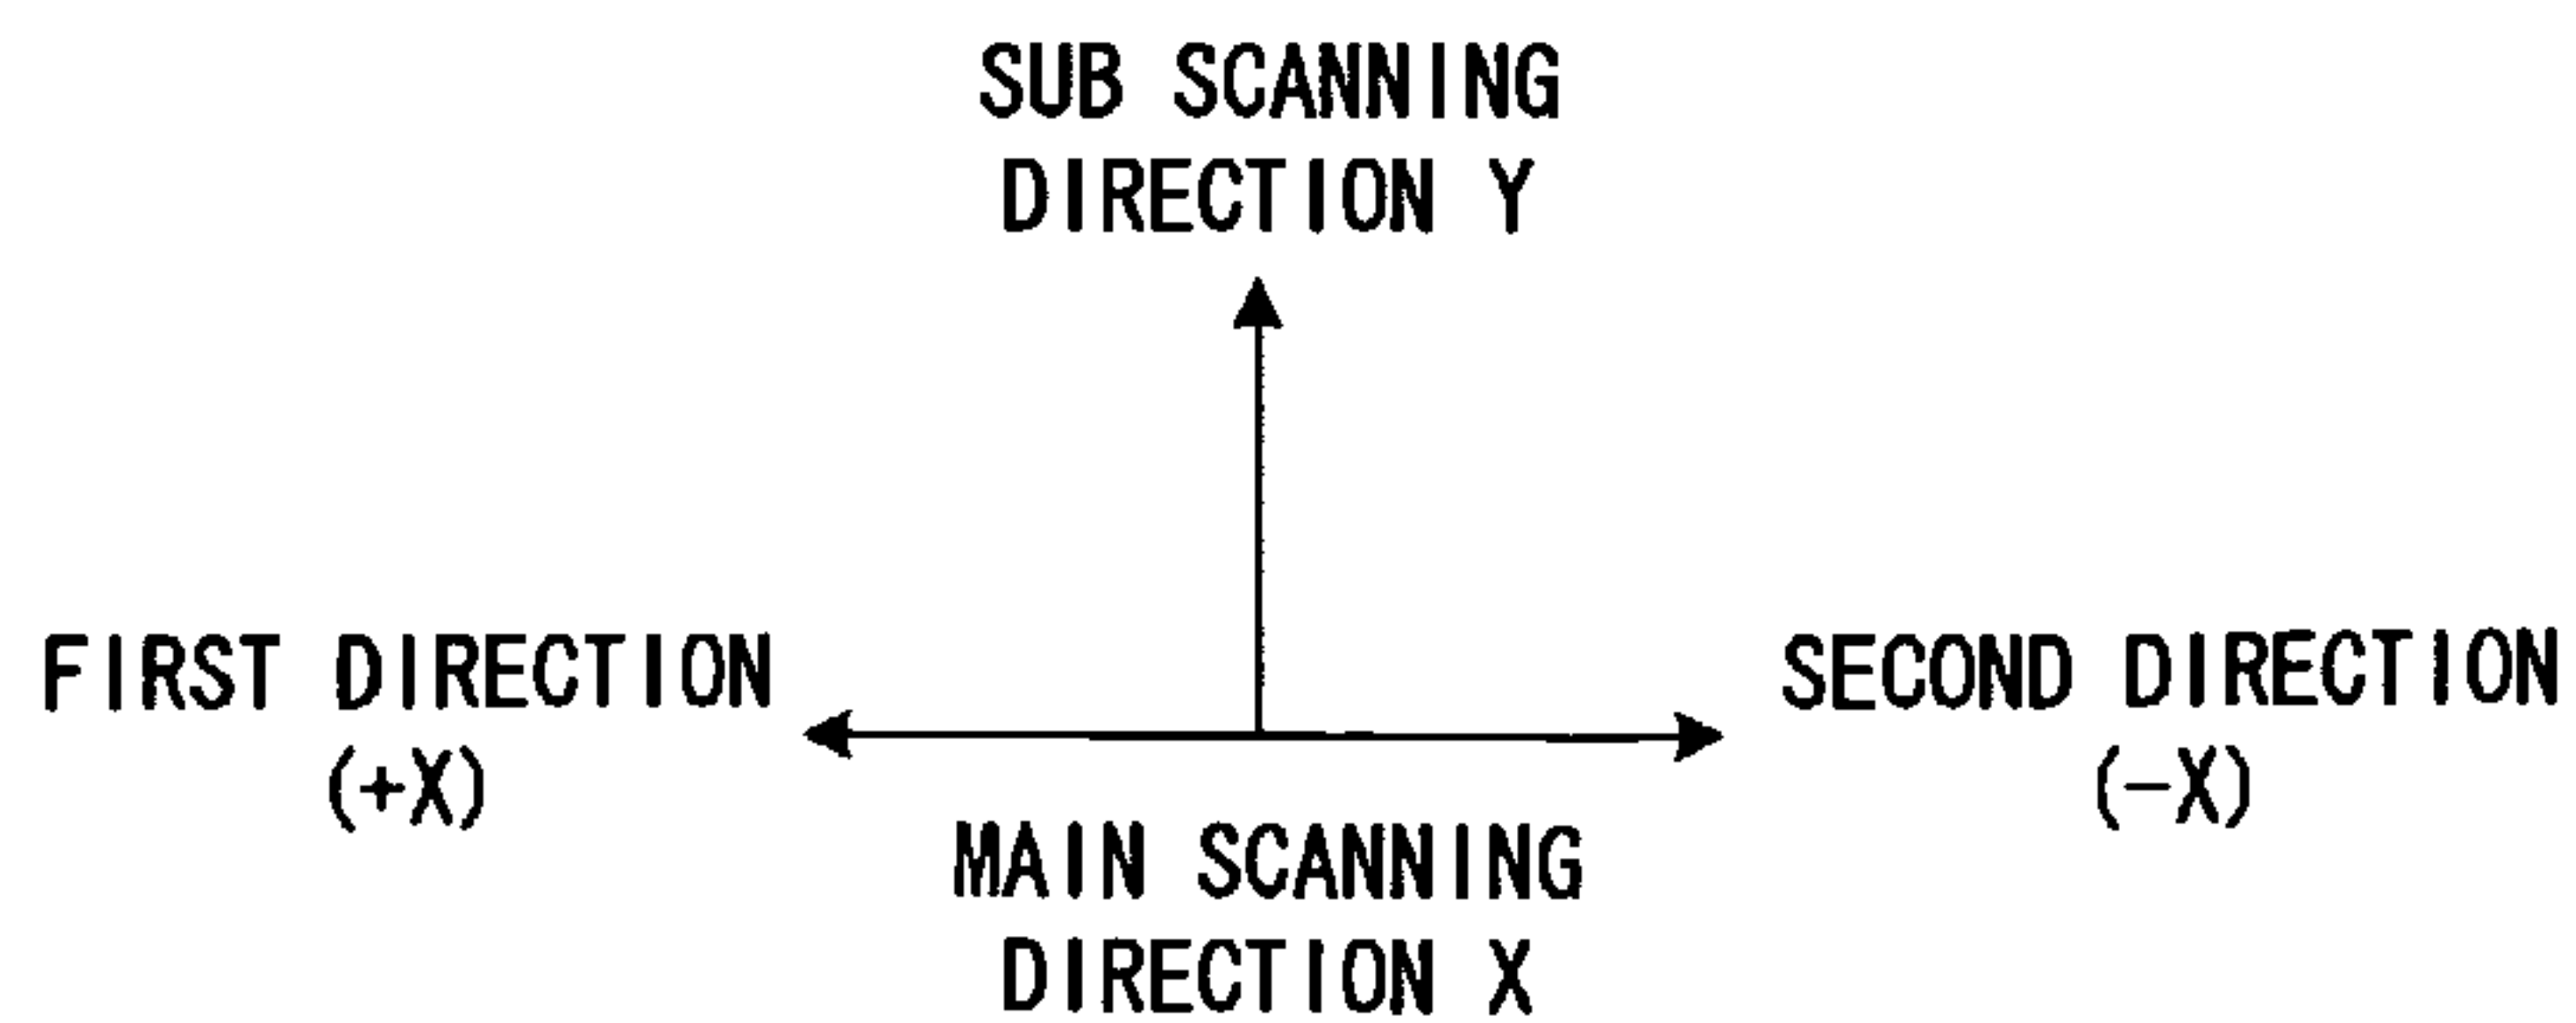 SUB SCANNING
DIRECTION Y
FIRST DIRECTION
(+X)
SECOND DIRECTION
(-X)
MAIN SCANNING
DIRECTION X